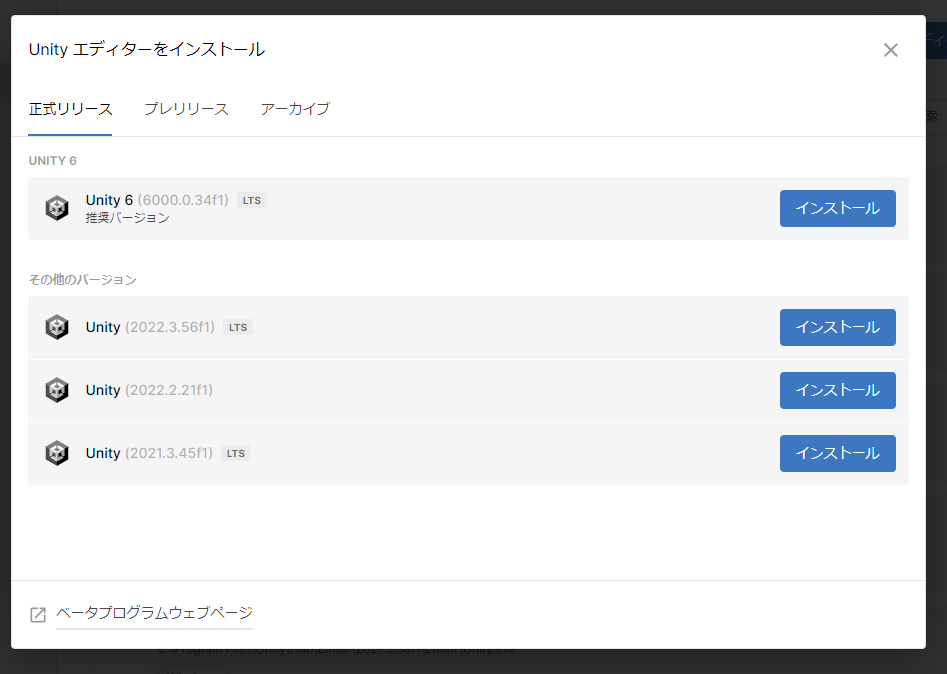 Unity エディターをインストール
正式リリース プレリリース アーカイブ
UNITY 6
Unity 6 (6000.0.34f1) LTS
推奨バージョン
インストール
その他のバージョン
Unity (2022.3.56f1) LTS
インストール
Unity (2022.2.21f1)
インストール
Unity (2021.3.45f1) LTS
インストール
ベータプログラムウェブページ